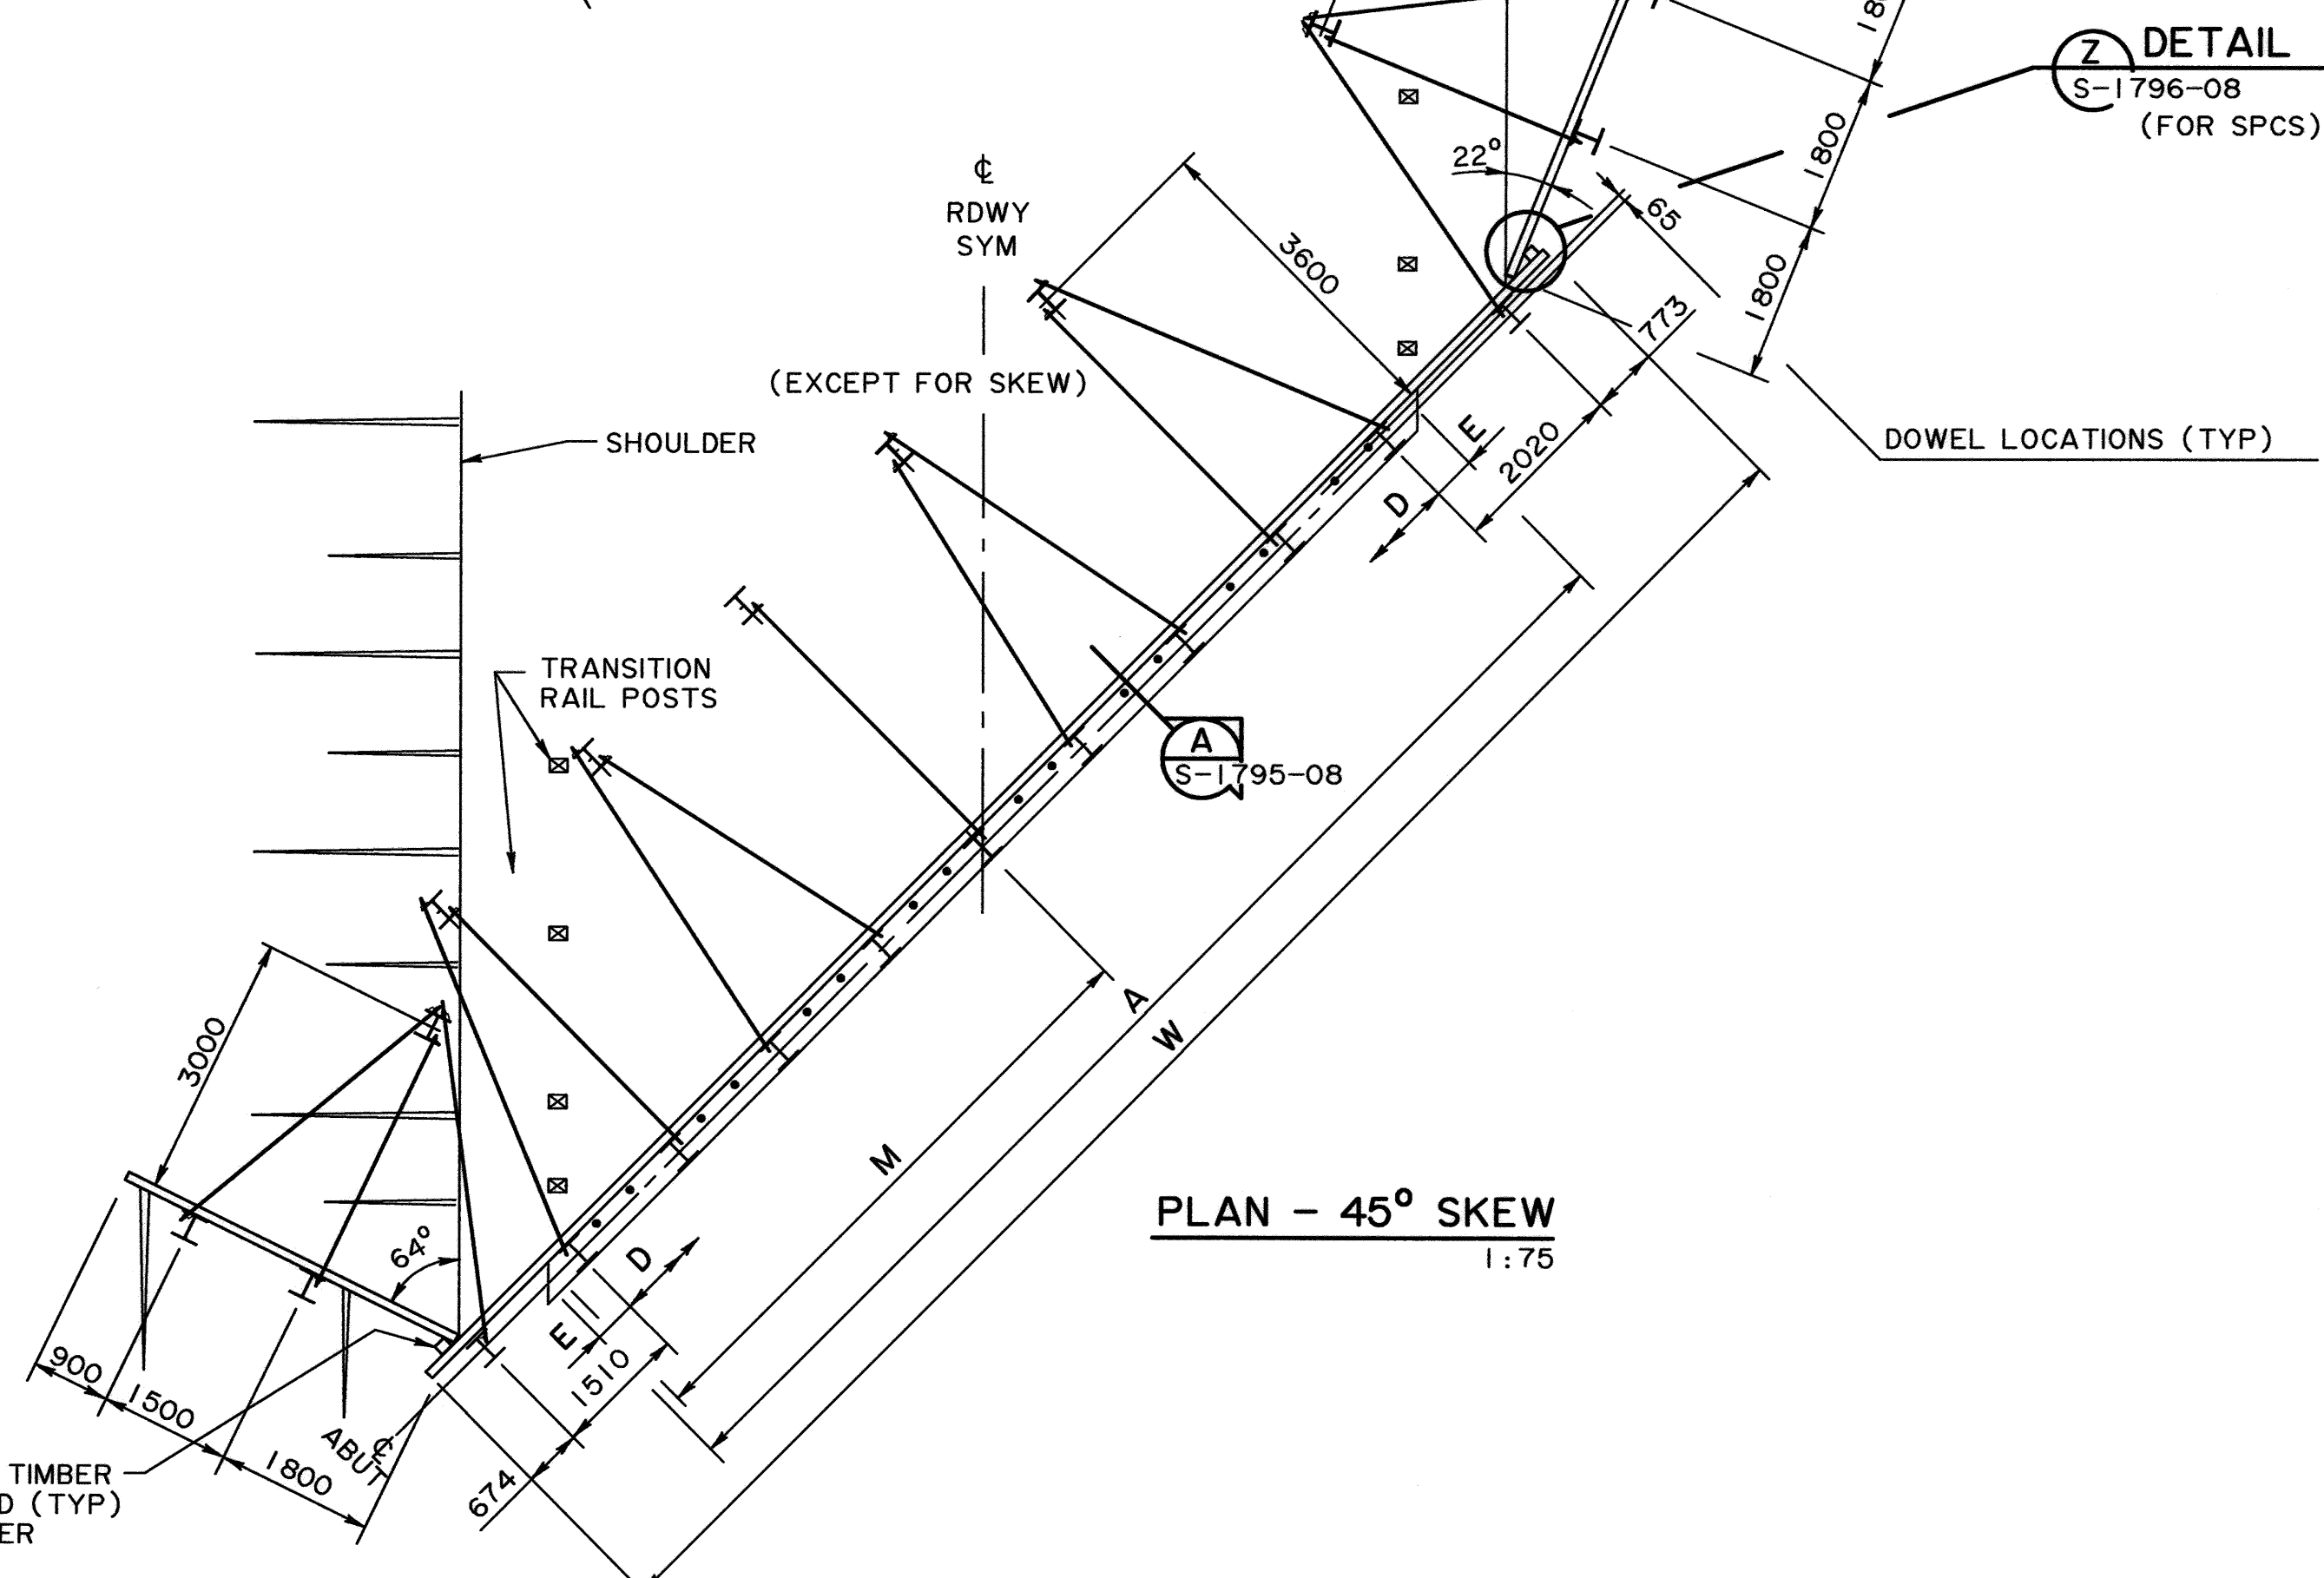 18
Z DETAIL
S-1796-08
(FOR SPCS)
1800
22°
℄
RDWY
SYM
65
3600
1800
773
(EXCEPT FOR SKEW)
SHOULDER
E
2020
DOWEL LOCATIONS (TYP)
D
TRANSITION
RAIL POSTS
A
S-1795-08
A
W
3000
M
PLAN - 45° SKEW
1:75
64°
D
E
900
1500
1510
℄
ABUT
1800
674
TIMBER
D (TYP)
ER